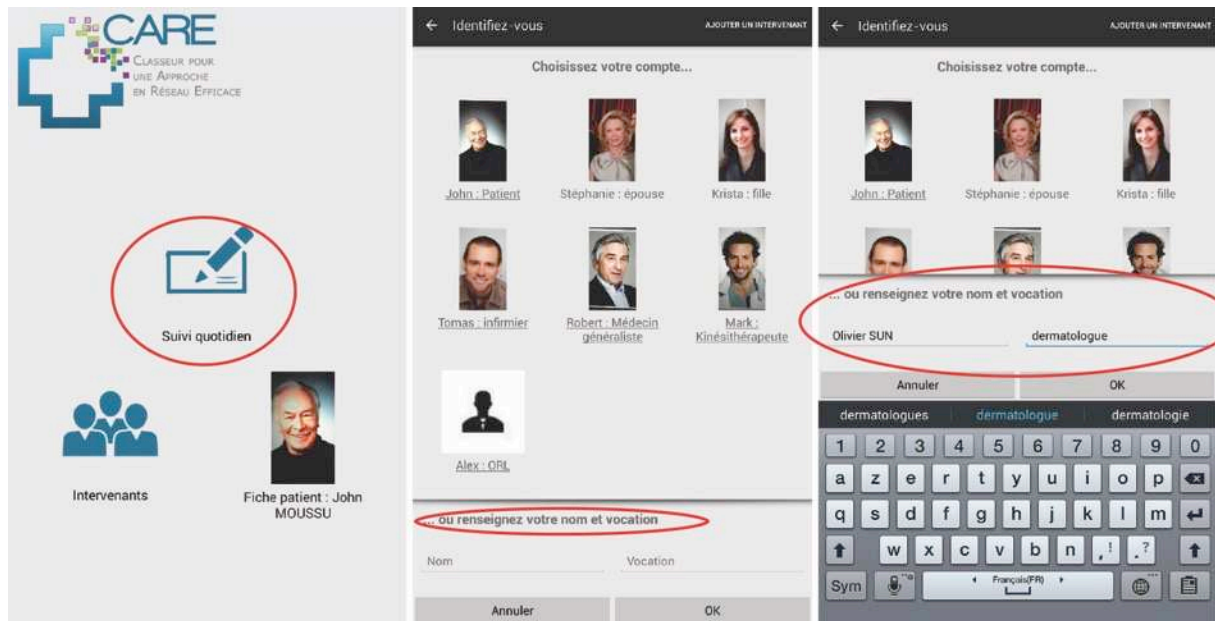 CARE
CLASSEUR POUR
UNE APPROCHE
EN RÉSEAU EFFICACE
Suivi quotidien
Intervenants
Fiche patient : John
MOUSSU
← Identifiez-vous AJOUTER UN INTERVENANT
Choisissez votre compte...
John : Patient Stéphanie : épouse Krista : fille
Tomas : infirmier Robert : Médecin Mark :
généraliste Kinésithérapeute
Alex : ORL
... ou renseignez votre nom et vocation
Nom Vocation
Annuler OK
← Identifiez-vous AJOUTER UN INTERVENANT
Choisissez votre compte...
John : Patient Stéphanie : épouse Krista : fille
... ou renseignez votre nom et vocation
Olivier SUN dermatologue
Annuler OK
dermatologues dermatologue dermatologie
1 2 3 4 5 6 7 8 9 0
a z e r t y u i o p
q s d f g h j k l m
w x c v b n , ! . ?
Sym Français(FR)